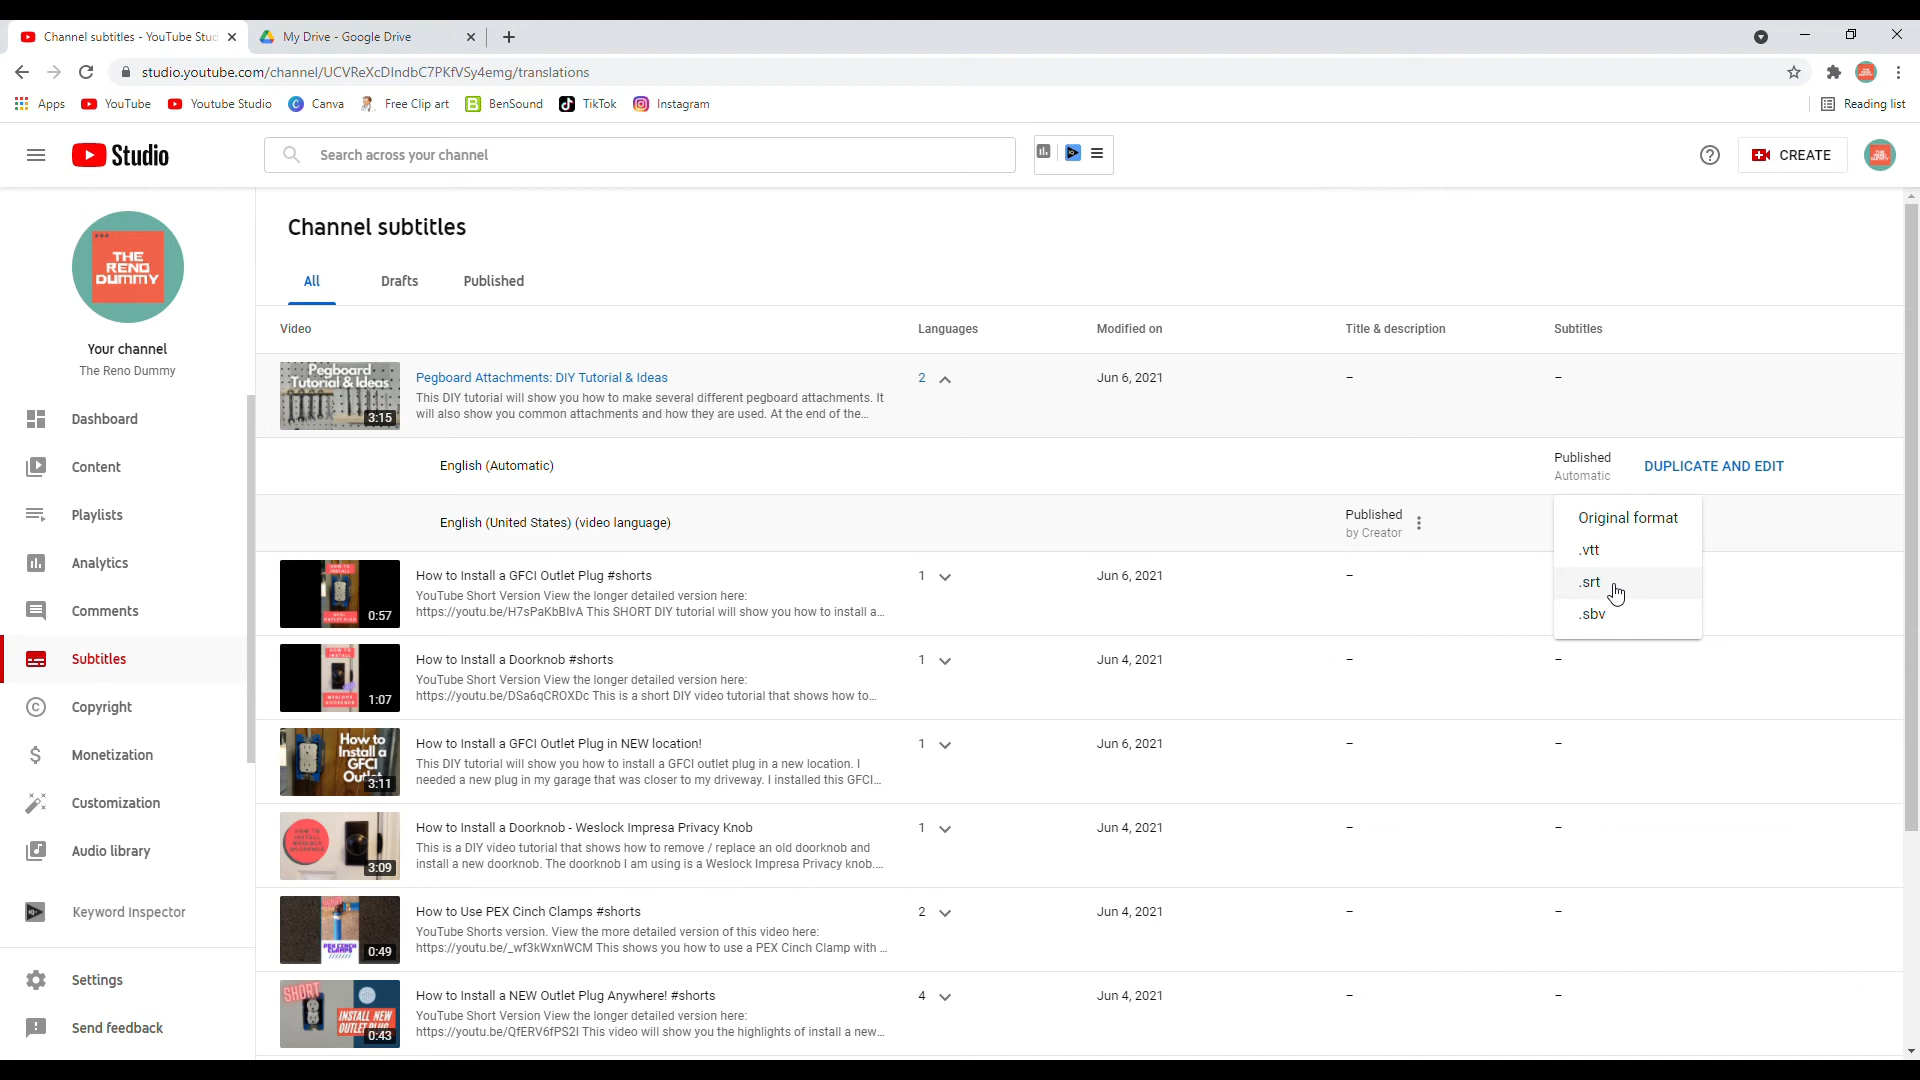 Channel subtitles - YouTube Stud
My Drive - Google Drive
studio.youtube.com/channel/UCVReXcDIndbC7PKfVSy4emg/translations
Apps YouTube Youtube Studio Canva Free Clip art BenSound TikTok Instagram Reading list
Studio
Search across your channel
CREATE
THE RENO DUMMY
Your channel
The Reno Dummy
Dashboard
Content
Playlists
Analytics
Comments
Subtitles
Copyright
Monetization
Customization
Audio library
Keyword Inspector
Settings
Send feedback
Channel subtitles
All Drafts Published
Video Languages Modified on Title & description Subtitles
Pegboard Tutorial & Ideas
3:15
Pegboard Attachments: DIY Tutorial & Ideas 2 Jun 6, 2021 – –
This DIY tutorial will show you how to make several different pegboard attachments. It
will also show you common attachments and how they are used. At the end of the...
English (Automatic) Published DUPLICATE AND EDIT
Automatic
English (United States) (video language) Published
by Creator
Original format
.vtt
.srt
.sbv
0:57
How to Install a GFCI Outlet Plug #shorts 1 Jun 6, 2021 –
YouTube Short Version View the longer detailed version here:
https://youtu.be/H7sPaKbBlvA This SHORT DIY tutorial will show you how to install a...
1:07
How to Install a Doorknob #shorts 1 Jun 4, 2021 – –
YouTube Short Version View the longer detailed version here:
https://youtu.be/DSa6qCROXDc This is a short DIY video tutorial that shows how to...
How to Install a GFCI Outlet
3:11
How to Install a GFCI Outlet Plug in NEW location! 1 Jun 6, 2021 – –
This DIY tutorial will show you how to install a GFCI outlet plug in a new location. I
needed a new plug in my garage that was closer to my driveway. I installed this GFCI...
3:09
How to Install a Doorknob - Weslock Impresa Privacy Knob 1 Jun 4, 2021 – –
This is a DIY video tutorial that shows how to remove / replace an old doorknob and
install a new doorknob. The doorknob I am using is a Weslock Impresa Privacy knob....
PEX CINCH CLAMPS
0:49
How to Use PEX Cinch Clamps #shorts 2 Jun 4, 2021 – –
YouTube Shorts version. View the more detailed version of this video here:
https://youtu.be/_wf3kWxnWCM This shows you how to use a PEX Cinch Clamp with ...
SHORT
INSTALL NEW OUTLET PLUG
0:43
How to Install a NEW Outlet Plug Anywhere! #shorts 4 Jun 4, 2021 – –
YouTube Short Version View the longer detailed version here:
https://youtu.be/QfERV6fPS2I This video will show you the highlights of install a new...